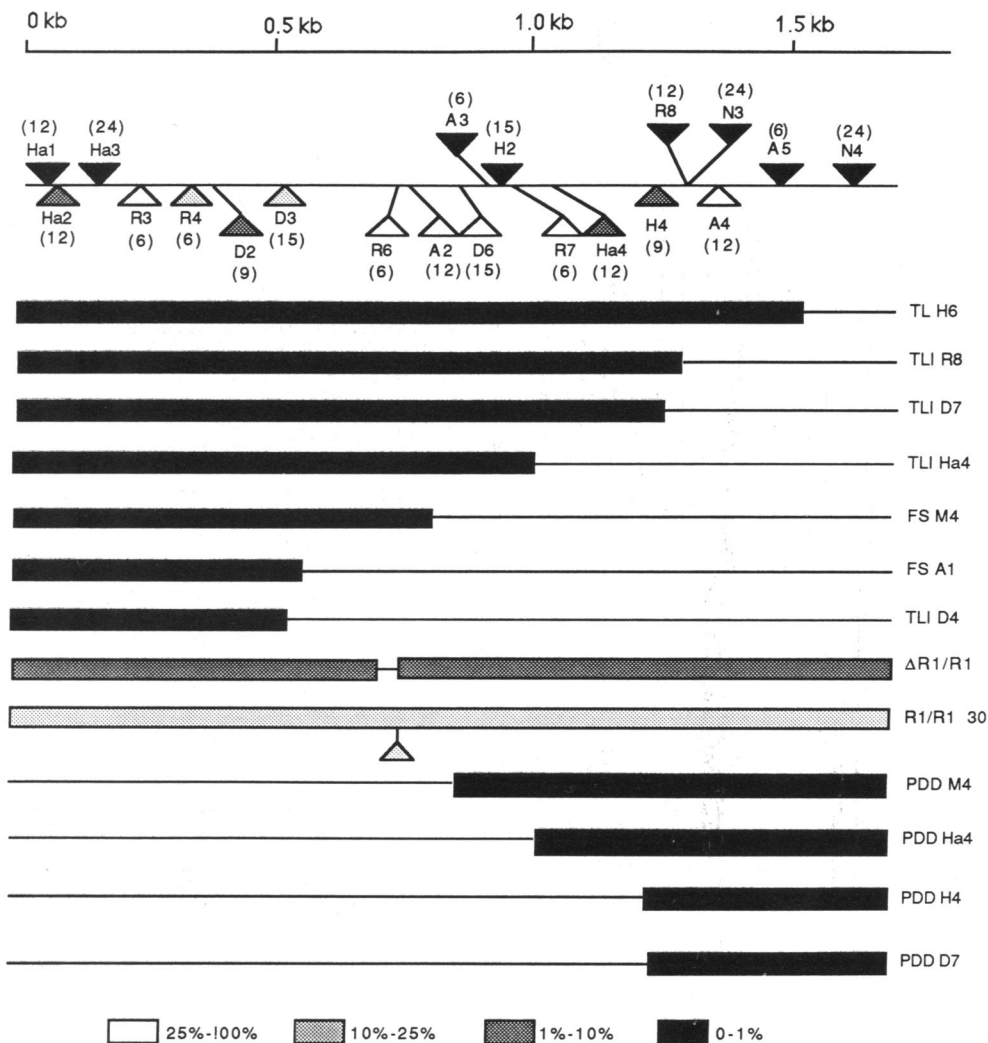 0 kb 0.5 kb 1.0 kb 1.5 kb
(6) (12) (24)
A3 R8 N3
(12) (24) (15) (6) (24)
Ha1 Ha3 H2 A5 N4
Ha2 R3 R4 D3 H4 A4
(12) (6) (6) (15) (9) (12)
D2 R6 A2 D6 R7 Ha4
(9) (6) (12) (15) (6) (12)
TL H6
TLI R8
TLI D7
TLI Ha4
FS M4
FS A1
TLI D4
ΔR1/R1
R1/R1 30
PDD M4
PDD Ha4
PDD H4
PDD D7
25%-!00% 10%-25% 1%-10% 0-1%